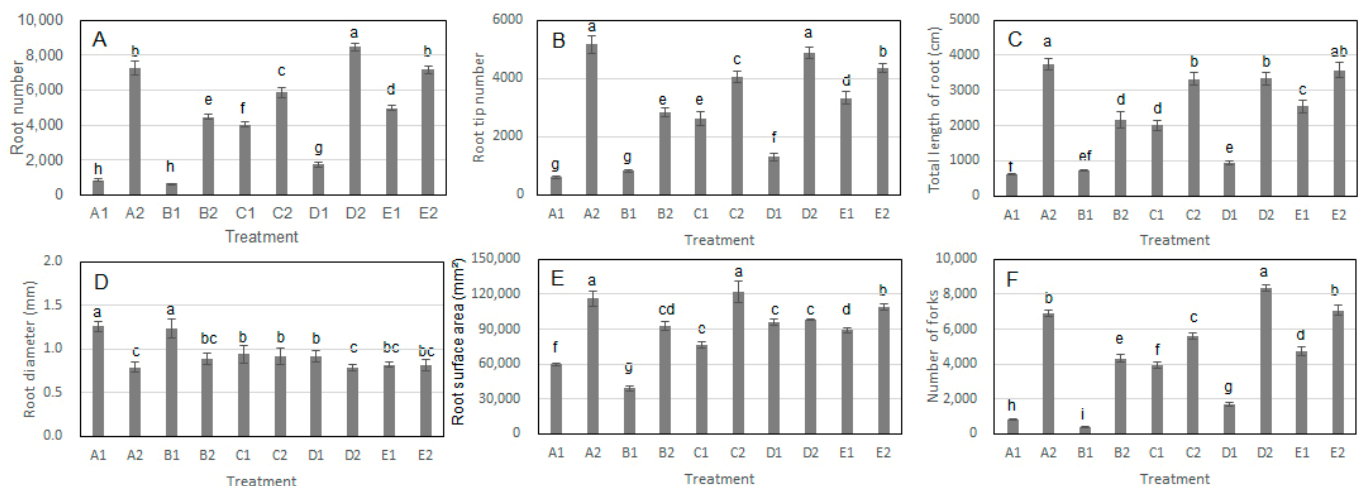 A
Root number
10,000
8,000
6,000
4,000
2,000
0
h b h e f c g a d b
A1 A2 B1 B2 C1 C2 D1 D2 E1 E2
Treatment
B
Root tip number
6000
4000
2000
0
g a g e e c f a d b
A1 A2 B1 B2 C1 C2 D1 D2 E1 E2
Treatment
C
Total length of root (cm)
5000
4000
3000
2000
1000
0
f a ef d d b e b c ab
A1 A2 B1 B2 C1 C2 D1 D2 E1 E2
Treatment
D
Root diameter (mm)
2.0
1.5
1.0
0.5
0.0
a c a bc b b b c bc bc
A1 A2 B1 B2 C1 C2 D1 D2 E1 E2
Treatment
E
Root surface area (mm²)
150,000
120,000
90,000
60,000
30,000
0
f a g cd e a c c d b
A1 A2 B1 B2 C1 C2 D1 D2 E1 E2
Treatment
F
Number of forks
10,000
8,000
6,000
4,000
2,000
0
h b i e f c g a d b
A1 A2 B1 B2 C1 C2 D1 D2 E1 E2
Treatment